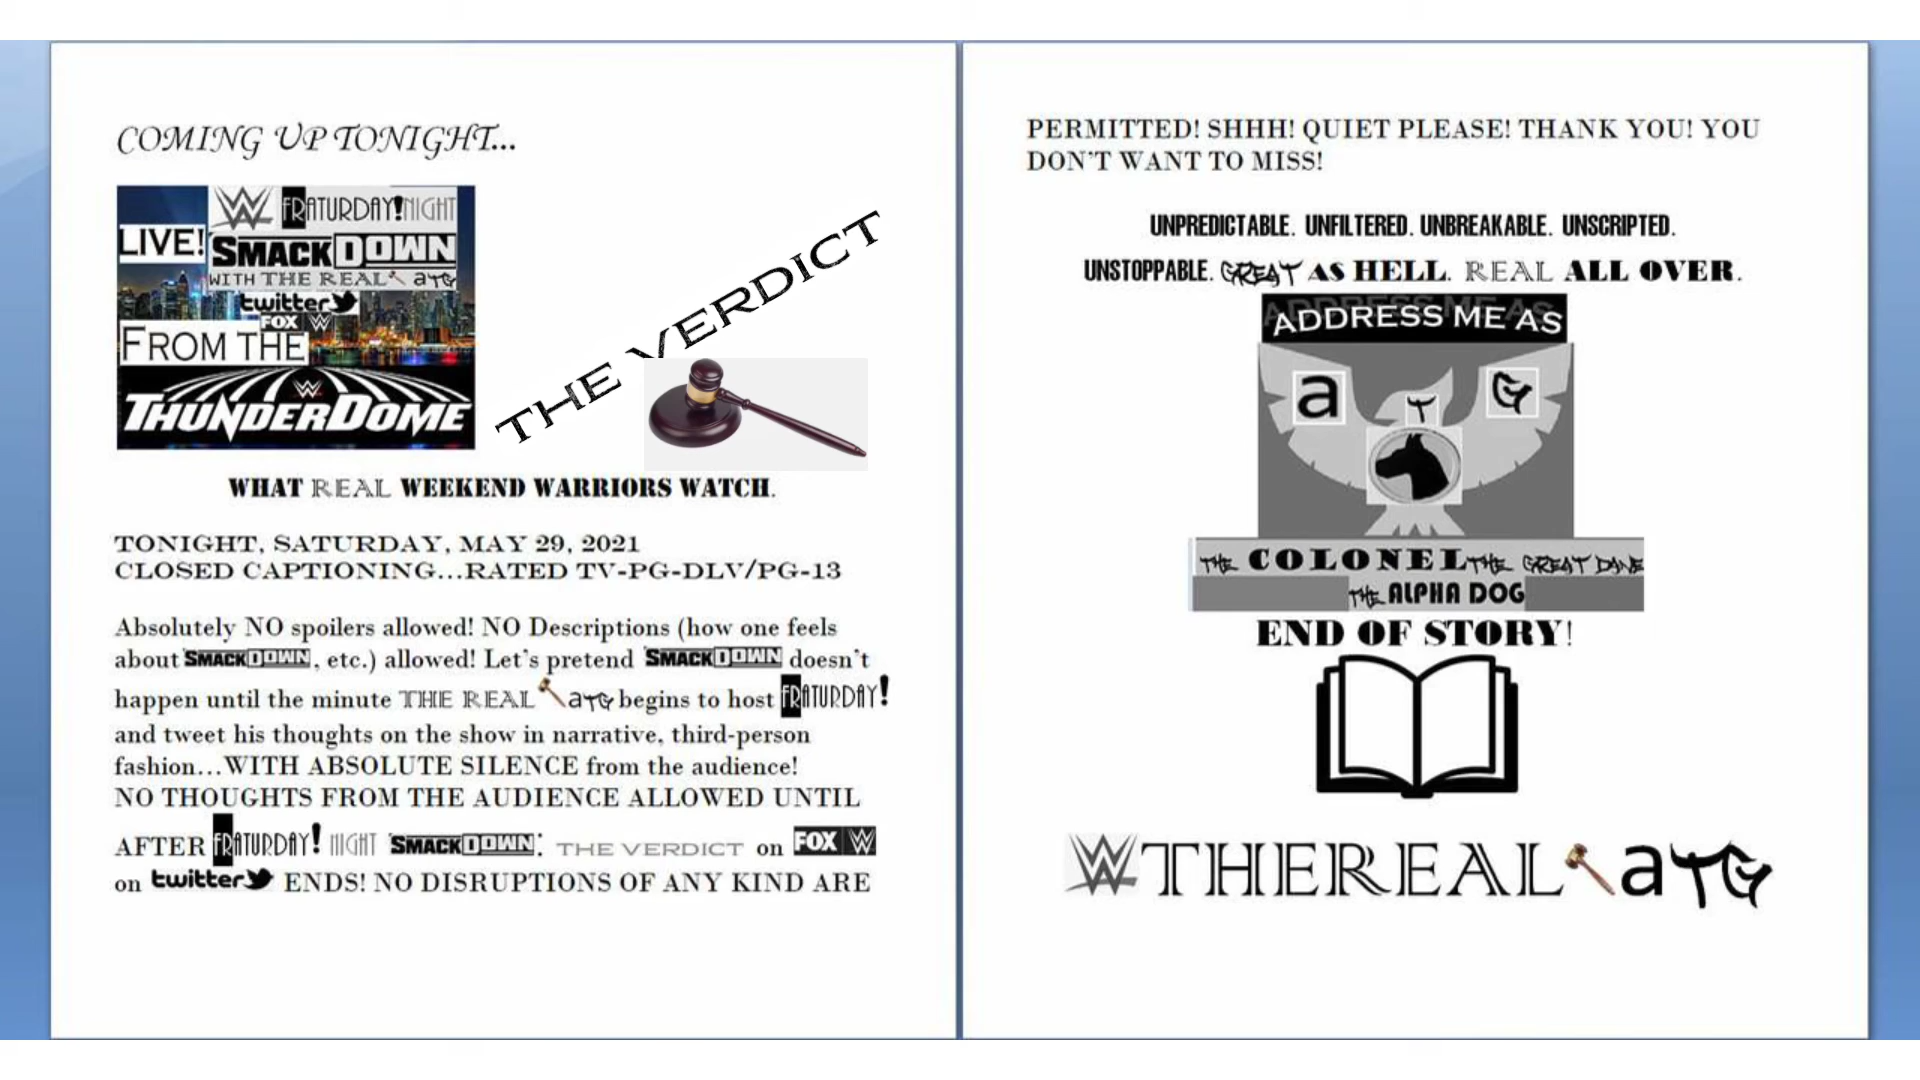 COMING UP TONIGHT...
W FRATURDAY! NIGHT
LIVE! SMACKDOWN
WITH THE REAL aTG
twitter
FOX W
FROM THE
W
THUNDERDOME
THE VERDICT
WHAT REAL WEEKEND WARRIORS WATCH.
TONIGHT, SATURDAY, MAY 29, 2021
CLOSED CAPTIONING...RATED TV-PG-DLV/PG-13
Absolutely NO spoilers allowed! NO Descriptions (how one feels
about SMACKDOWN, etc.) allowed! Let's pretend SMACKDOWN doesn't
happen until the minute THE REAL aTG begins to host FRATURDAY!
and tweet his thoughts on the show in narrative, third-person
fashion...WITH ABSOLUTE SILENCE from the audience!
NO THOUGHTS FROM THE AUDIENCE ALLOWED UNTIL
AFTER FRATURDAY! NIGHT SMACKDOWN: THE VERDICT on FOX W
on twitter ENDS! NO DISRUPTIONS OF ANY KIND ARE
PERMITTED! SHHH! QUIET PLEASE! THANK YOU! YOU
DON'T WANT TO MISS!
UNPREDICTABLE. UNFILTERED. UNBREAKABLE. UNSCRIPTED.
UNSTOPPABLE. GREAT AS HELL. REAL ALL OVER.
ADDRESS ME AS
a T G
THE COLONEL THE GREAT DANE
THE ALPHA DOG
END OF STORY!
W THEREAL aTG